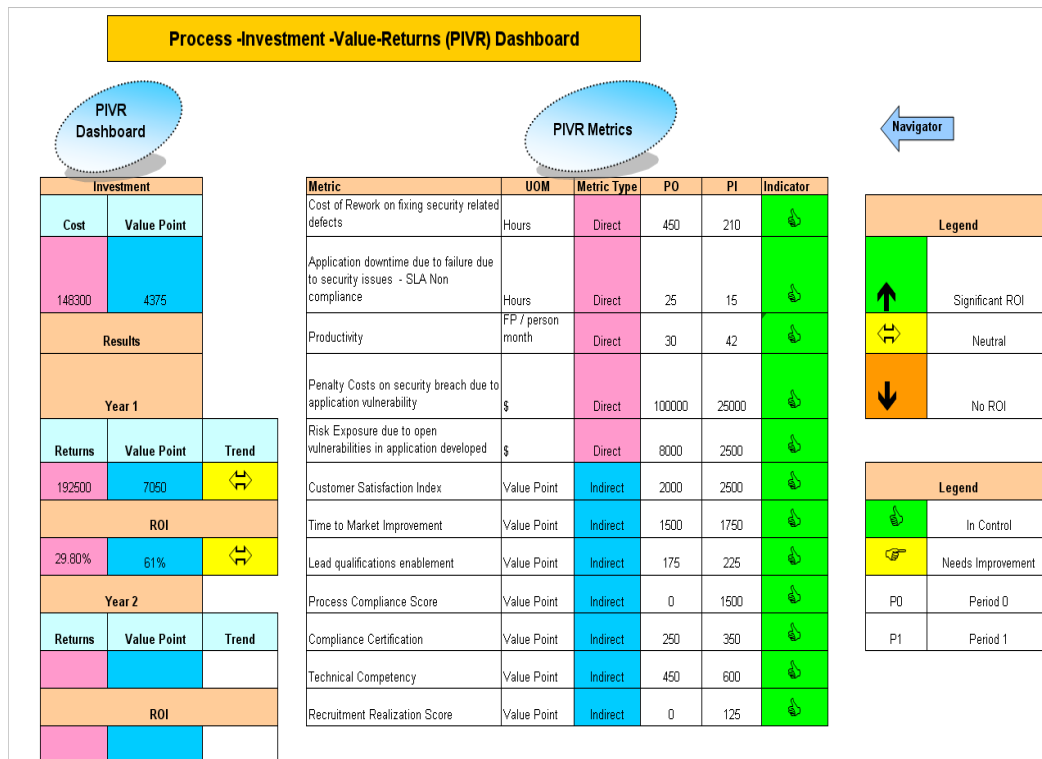 Process -Investment -Value-Returns (PIVR) Dashboard
PIVR
Dashboard
PIVR Metrics
Navigator
Investment
Cost Value Point
148300 4375
Results
Year 1
Returns Value Point Trend
192500 7050
ROI
29.80% 61%
Year 2
Returns Value Point Trend
ROI
Metric UOM Metric Type PO PI Indicator
Cost of Rework on fixing security related
defects Hours Direct 450 210
Application downtime due to failure due
to security issues - SLA Non
compliance Hours Direct 25 15
Productivity FP / person
month Direct 30 42
Penalty Costs on security breach due to
application vulnerability $ Direct 100000 25000
Risk Exposure due to open
vulnerabilities in application developed $ Direct 8000 2500
Customer Satisfaction Index Value Point Indirect 2000 2500
Time to Market Improvement Value Point Indirect 1500 1750
Lead qualifications enablement Value Point Indirect 175 225
Process Compliance Score Value Point Indirect 0 1500
Compliance Certification Value Point Indirect 250 350
Technical Competency Value Point Indirect 450 600
Recruitment Realization Score Value Point Indirect 0 125
Legend
Significant ROI
Neutral
No ROI
Legend
In Control
Needs Improvement
P0 Period 0
P1 Period 1